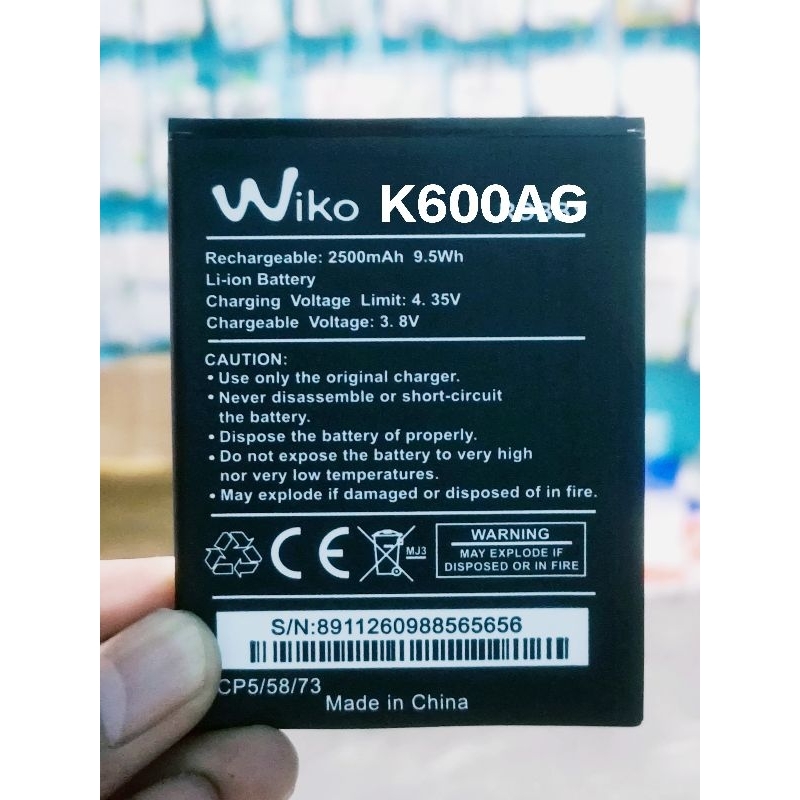 Wiko K600AG
Rechargeable: 2500mAh 9.5Wh
Li-ion Battery
Charging Voltage Limit: 4. 35V
Chargeable Voltage: 3. 8V
CAUTION:
• Use only the original charger.
• Never disassemble or short-circuit
the battery.
• Dispose the battery of properly.
• Do not expose the battery to very high
nor very low temperatures.
• May explode if damaged or disposed of in fire.
CE
MJ3
WARNING
MAY EXPLODE IF
DISPOSED OR IN FIRE
S/N:8911260988565656
CP5/58/73
Made in China